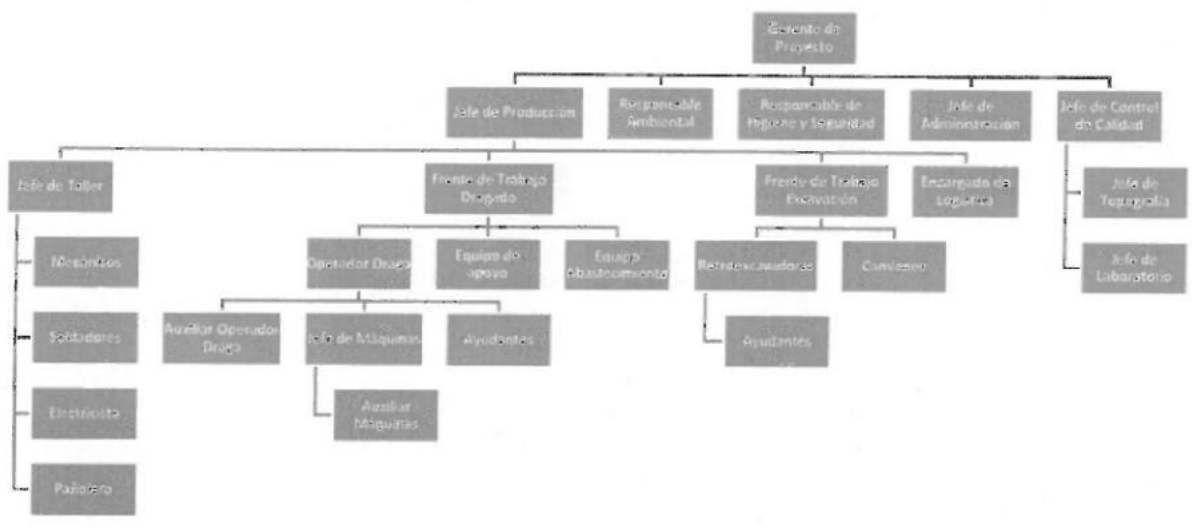 Gerente de
Proyecto
Jefe de Producción
Responsable
Ambiental
Responsable de
Higiene y Seguridad
Jefe de
Administración
Jefe de Control
de Calidad
Jefe de Taller
Frente de Trabajo
Dragado
Frente de Trabajo
Excavación
Encargado de
Logística
Jefe de
Topografía
Mecánicos
Operador Draga
Equipo de
apoyo
Equipo
Abastecimiento
Retroexcavadoras
Camiones
Jefe de
Laboratorio
Soldadores
Auxiliar Operador
Draga
Jefe de Máquinas
Ayudantes
Ayudantes
Electricista
Auxiliar
Máquinas
Pañolero